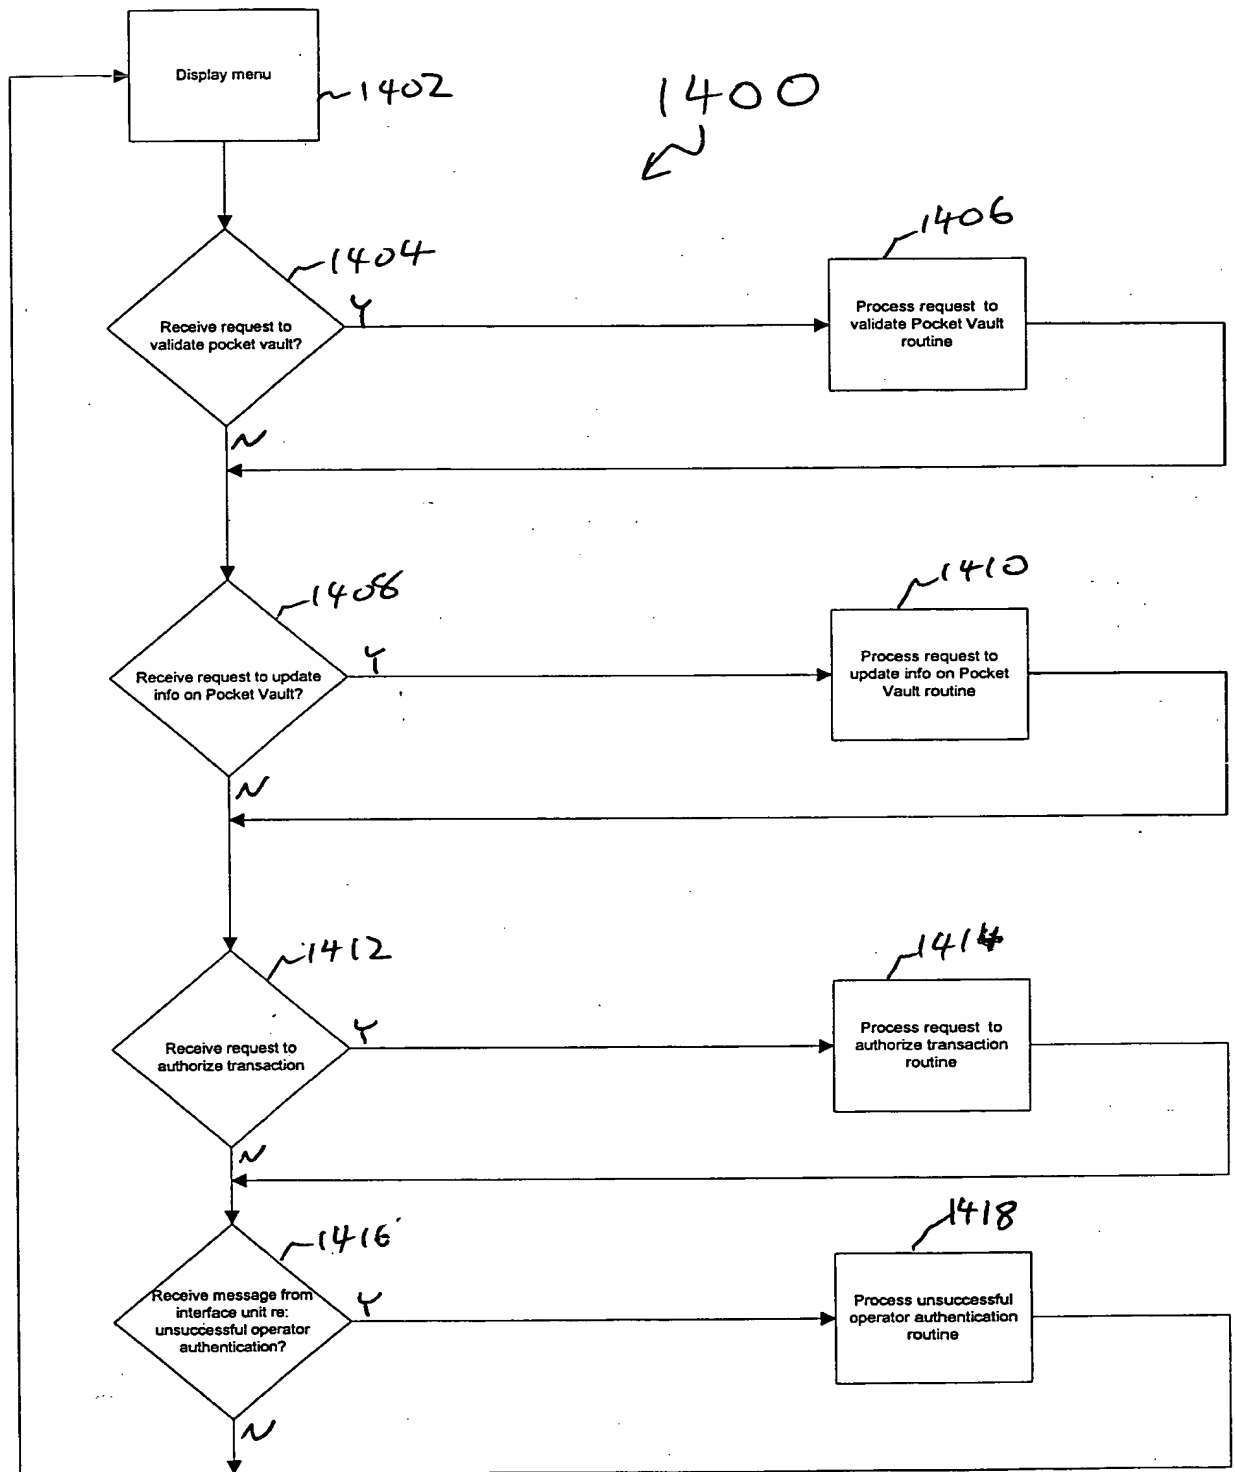 Display menu
1402
1400
1404
1406
Receive request to
validate pocket vault?
Y
Process request to
validate Pocket Vault
routine
N
1408
1410
Receive request to update
info on Pocket Vault?
Y
Process request to
update info on Pocket
Vault routine
N
1412
1414
Receive request to
authorize transaction
Y
Process request to
authorize transaction
routine
N
1416
1418
Receive message from
interface unit re:
unsuccessful operator
authentication?
Y
Process unsuccessful
operator authentication
routine
N